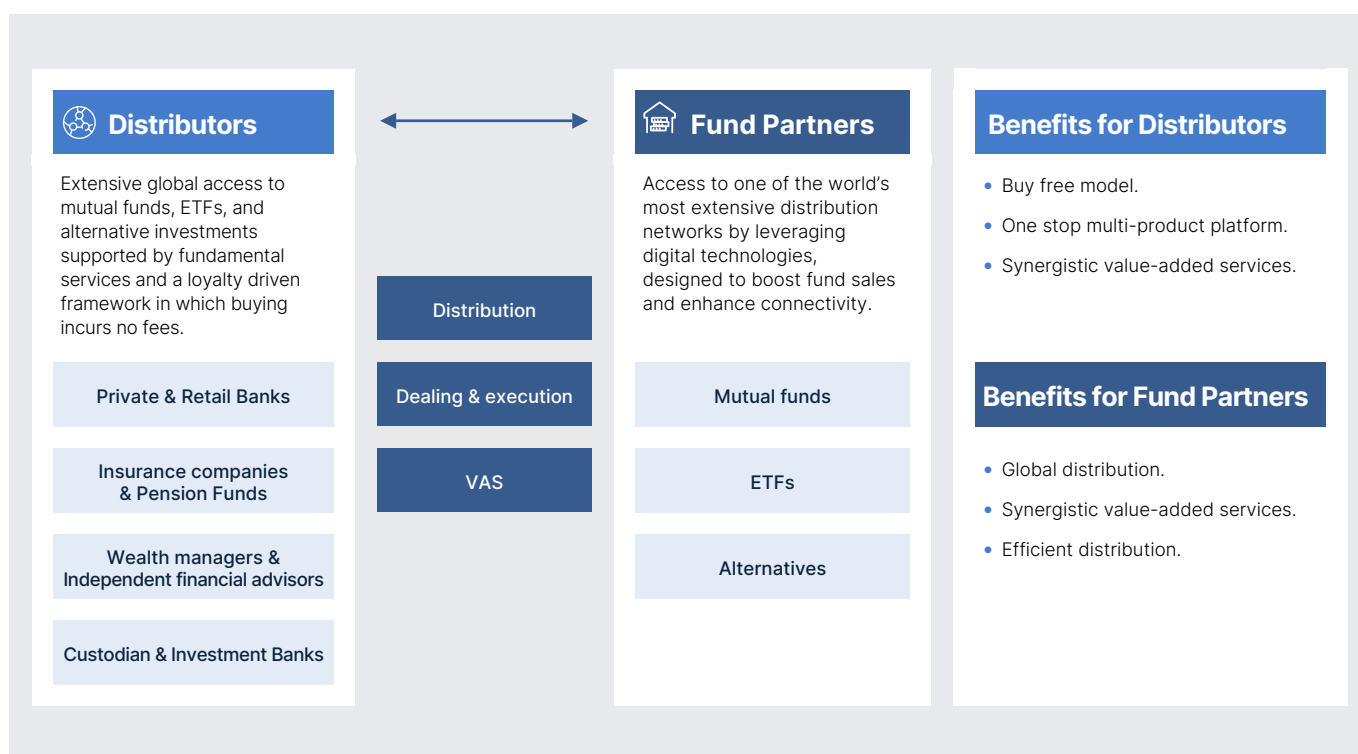 Distributors
Extensive global access to
mutual funds, ETFs, and
alternative investments
supported by fundamental
services and a loyalty driven
framework in which buying
incurs no fees.
Private & Retail Banks
Insurance companies
& Pension Funds
Wealth managers &
Independent financial advisors
Custodian & Investment Banks
Distribution
Dealing & execution
VAS
Fund Partners
Access to one of the world’s
most extensive distribution
networks by leveraging
digital technologies,
designed to boost fund sales
and enhance connectivity.
Mutual funds
ETFs
Alternatives
Benefits for Distributors
• Buy free model.
• One stop multi-product platform.
• Synergistic value-added services.
Benefits for Fund Partners
• Global distribution.
• Synergistic value-added services.
• Efficient distribution.